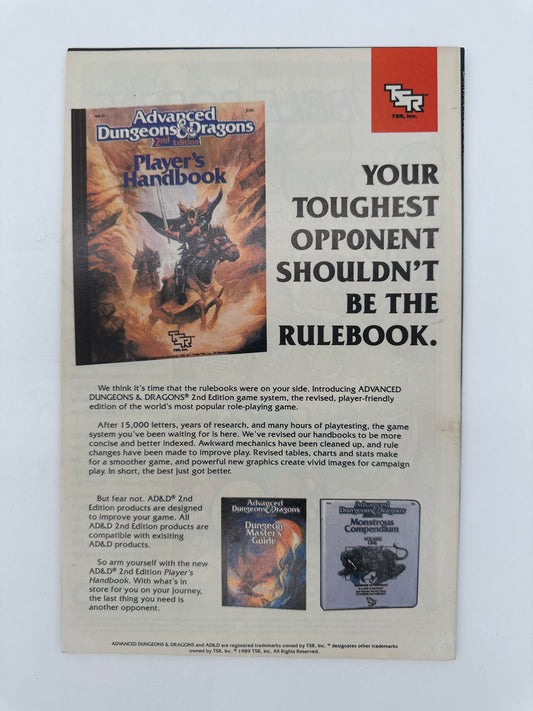 TSR
TSR, Inc.
Advanced
Dungeons & Dragons
2nd Edition
Player's
Handbook
TSR
TSR, Inc.
YOUR
TOUGHEST
OPPONENT
SHOULDN'T
BE THE
RULEBOOK.
We think it's time that the rulebooks were on your side. Introducing ADVANCED
DUNGEONS & DRAGONS® 2nd Edition game system, the revised, player-friendly
edition of the world's most popular role-playing game.
After 15,000 letters, years of research, and many hours of playtesting, the game
system you've been waiting for is here. We've revised our handbooks to be more
concise and better indexed. Awkward mechanics have been cleaned up, and rule
changes have been made to improve play. Revised tables, charts and stats make
for a smoother game, and powerful new graphics create vivid images for campaign
play. In short, the best just got better.
But fear not. AD&D® 2nd
Edition products are designed
to improve your game. All
AD&D 2nd Edition products are
compatible with exisiting
AD&D products.
So arm yourself with the new
AD&D® 2nd Edition Player's
Handbook. With what's in
store for you on your journey,
the last thing you need is
another opponent.
Advanced
Dungeons & Dragons
Dungeon
Master's
Guide
Advanced
Dungeons & Dragons
Monstrous
Compendium
VOLUME
ONE
ADVANCED DUNGEONS & DRAGONS and AD&D are registered trademarks owned by TSR, Inc. ™ designates other trademarks
owned by TSR, Inc. © 1989 TSR, Inc. All Rights Reserved.